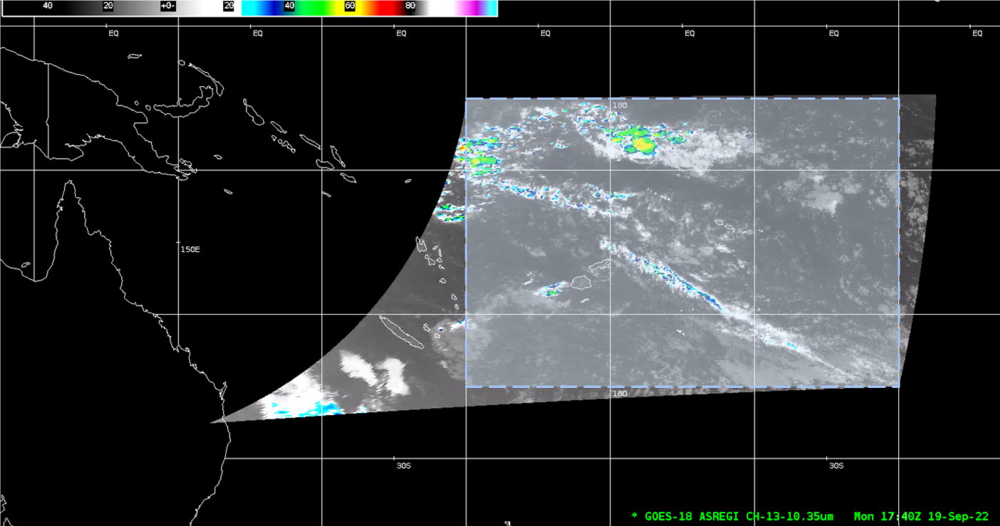 40 20 +0- 20 40 60 80
EQ EQ EQ EQ EQ EQ EQ
180
150E
180
30S 30S
* GOES-18 ASREGI CH-13-10.35um Mon 17:40Z 19-Sep-22